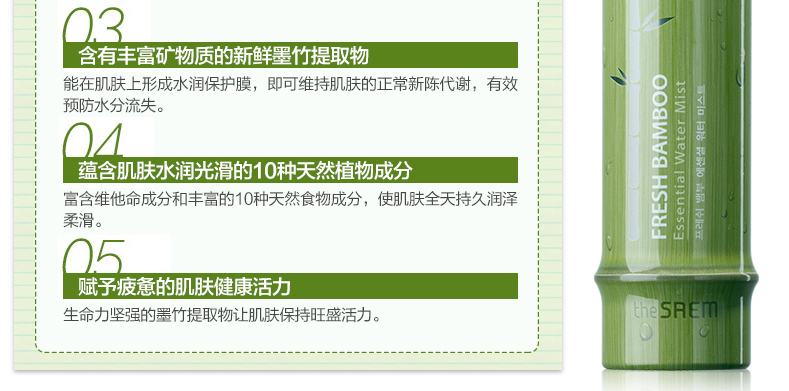 03
含有丰富矿物质的新鲜墨竹提取物
能在肌肤上形成水润保护膜，即可维持肌肤的正常新陈代谢，有效
预防水分流失。
04
蕴含肌肤水润光滑的10种天然植物成分
富含维他命成分和丰富的10种天然食物成分，使肌肤全天持久润泽
柔滑。
05
赋予疲惫的肌肤健康活力
生命力坚强的墨竹提取物让肌肤保持旺盛活力。
FRESH BAMBOO
Essential Water Mist
프레쉬 뱀부 에센셜 워터 미스트
the SAEM